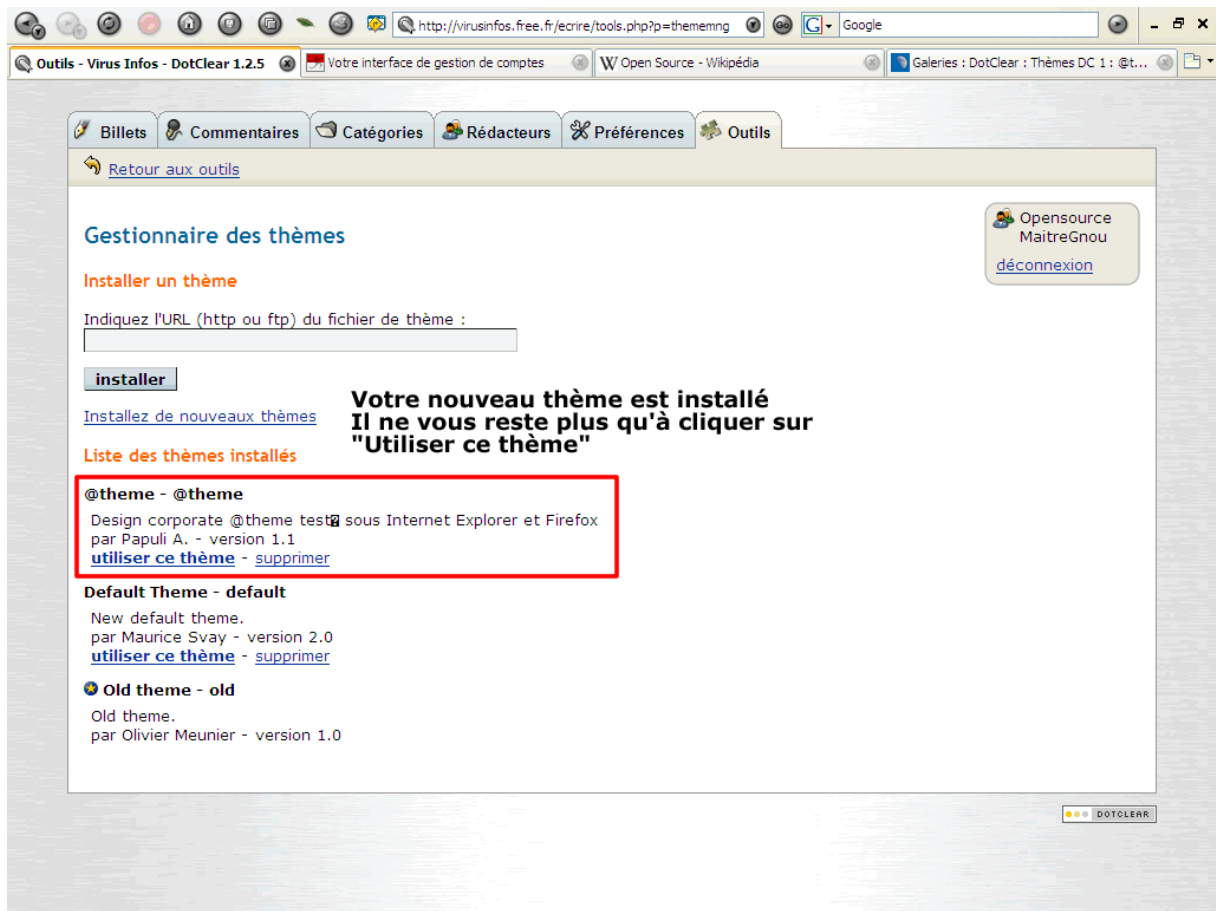 http://virusinfos.free.fr/ecrire/tools.php?p=thememng
Google
Outils - Virus Infos - DotClear 1.2.5
Votre interface de gestion de comptes
Open Source - Wikipédia
Galeries : DotClear : Thèmes DC 1 : @t...
Billets
Commentaires
Catégories
Rédacteurs
Préférences
Outils
Retour aux outils
Opensource
MaitreGnou
déconnexion
Gestionnaire des thèmes
Installer un thème
Indiquez l'URL (http ou ftp) du fichier de thème :
installer
Installez de nouveaux thèmes
Votre nouveau thème est installé
Il ne vous reste plus qu'à cliquer sur
"Utiliser ce thème"
Liste des thèmes installés
@theme - @theme
Design corporate @theme test� sous Internet Explorer et Firefox
par Papuli A. - version 1.1
utiliser ce thème - supprimer
Default Theme - default
New default theme.
par Maurice Svay - version 2.0
utiliser ce thème - supprimer
Old theme - old
Old theme.
par Olivier Meunier - version 1.0
DOTCLEAR